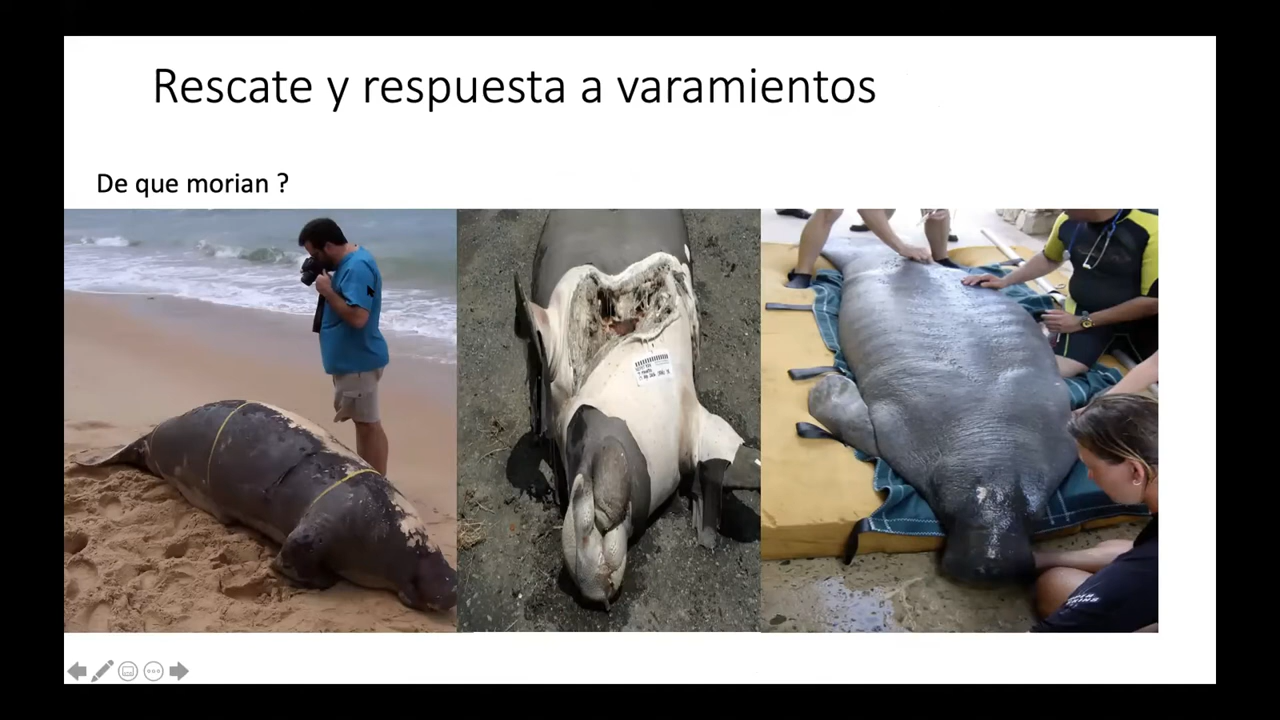 Rescate y respuesta a varamientos
De que morian ?